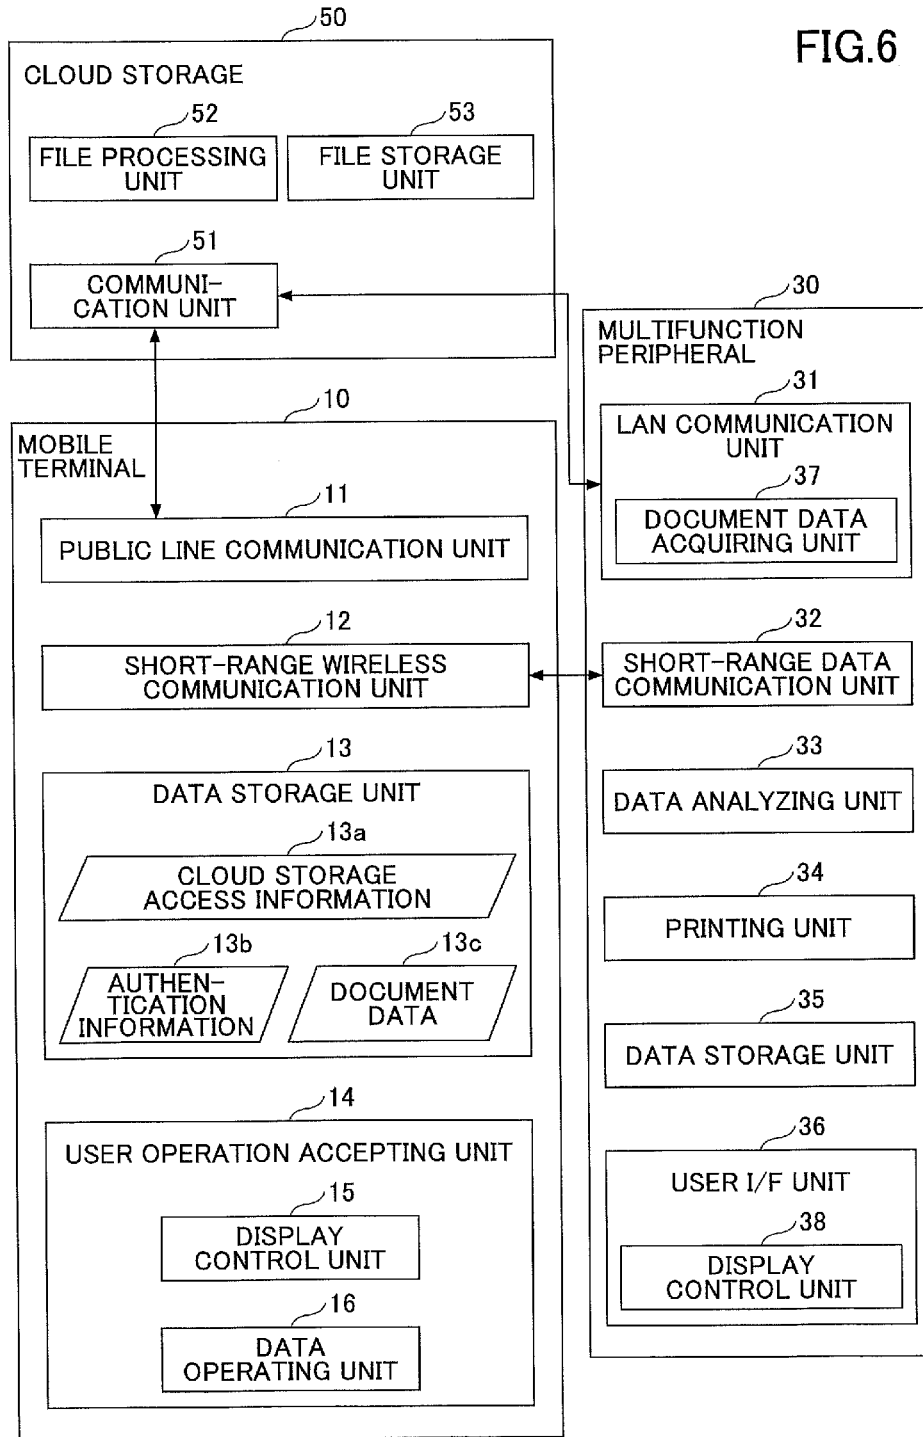 FIG.6
50
CLOUD STORAGE
52
FILE PROCESSING
UNIT
53
FILE STORAGE
UNIT
51
COMMUNI-
CATION UNIT
10
MOBILE
TERMINAL
11
PUBLIC LINE COMMUNICATION UNIT
12
SHORT-RANGE WIRELESS
COMMUNICATION UNIT
13
DATA STORAGE UNIT
13a
CLOUD STORAGE
ACCESS INFORMATION
13b
AUTHEN-
TICATION
INFORMATION
13c
DOCUMENT
DATA
14
USER OPERATION ACCEPTING UNIT
15
DISPLAY
CONTROL UNIT
16
DATA
OPERATING UNIT
30
MULTIFUNCTION
PERIPHERAL
31
LAN COMMUNICATION
UNIT
37
DOCUMENT DATA
ACQUIRING UNIT
32
SHORT-RANGE DATA
COMMUNICATION UNIT
33
DATA ANALYZING UNIT
34
PRINTING UNIT
35
DATA STORAGE UNIT
36
USER I/F UNIT
38
DISPLAY
CONTROL UNIT